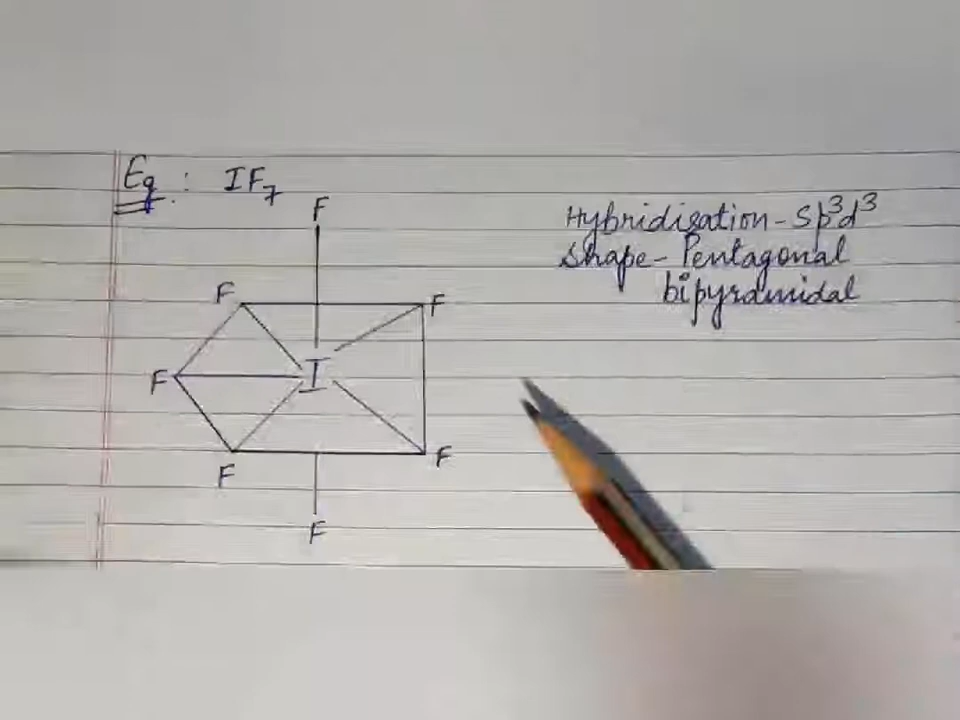 Eg : IF₇
Hybridisation - Sp³d³
Shape - Pentagonal
bipyramidal
F
F F
I
F
F F
F